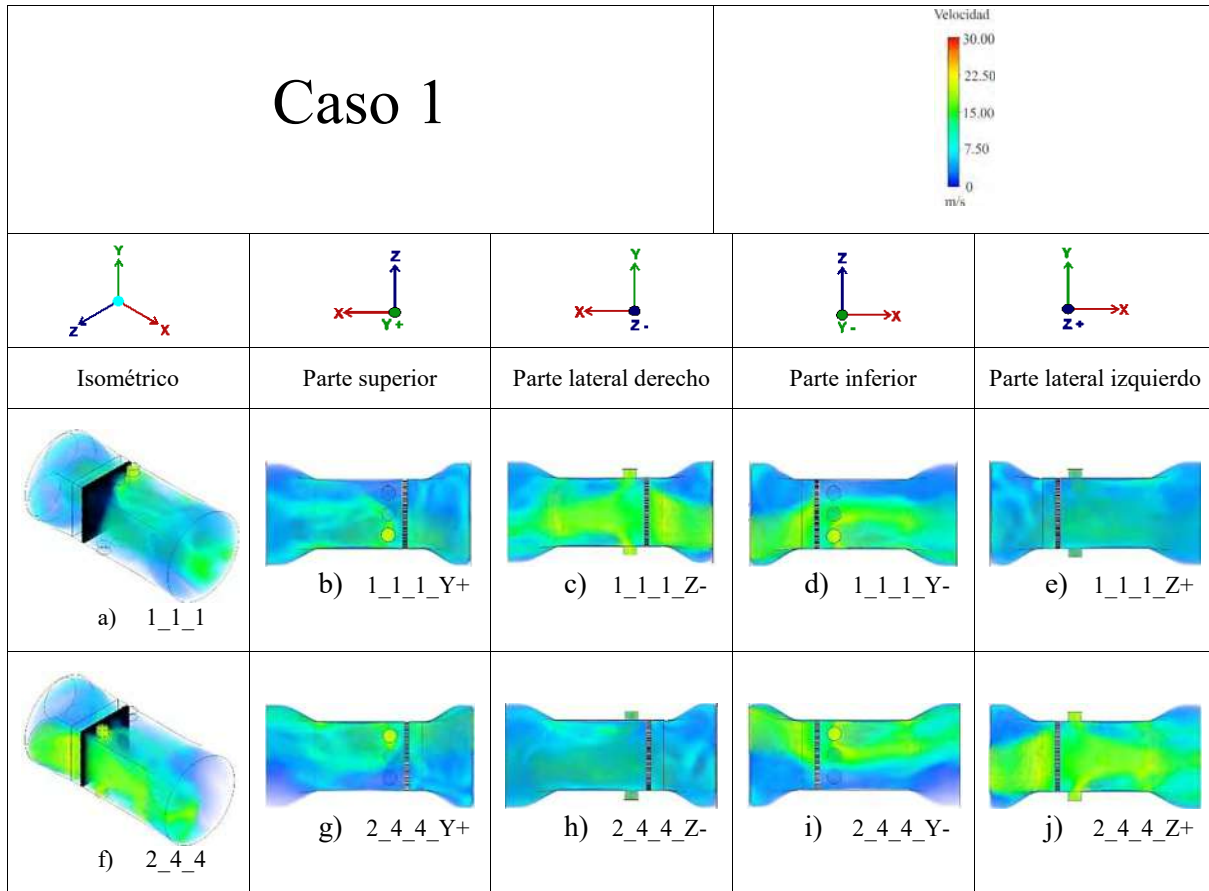 Caso 1
Velocidad
30.00
22.50
15.00
7.50
0
m/s
Y
Z
X
Z
X
Y+
Y
X
Z -
Z
Y -
X
Y
Z +
X
Isométrico
Parte superior
Parte lateral derecho
Parte inferior
Parte lateral izquierdo
a) 1_1_1
b) 1_1_1_Y+
c) 1_1_1_Z-
d) 1_1_1_Y-
e) 1_1_1_Z+
f) 2_4_4
g) 2_4_4_Y+
h) 2_4_4_Z-
i) 2_4_4_Y-
j) 2_4_4_Z+